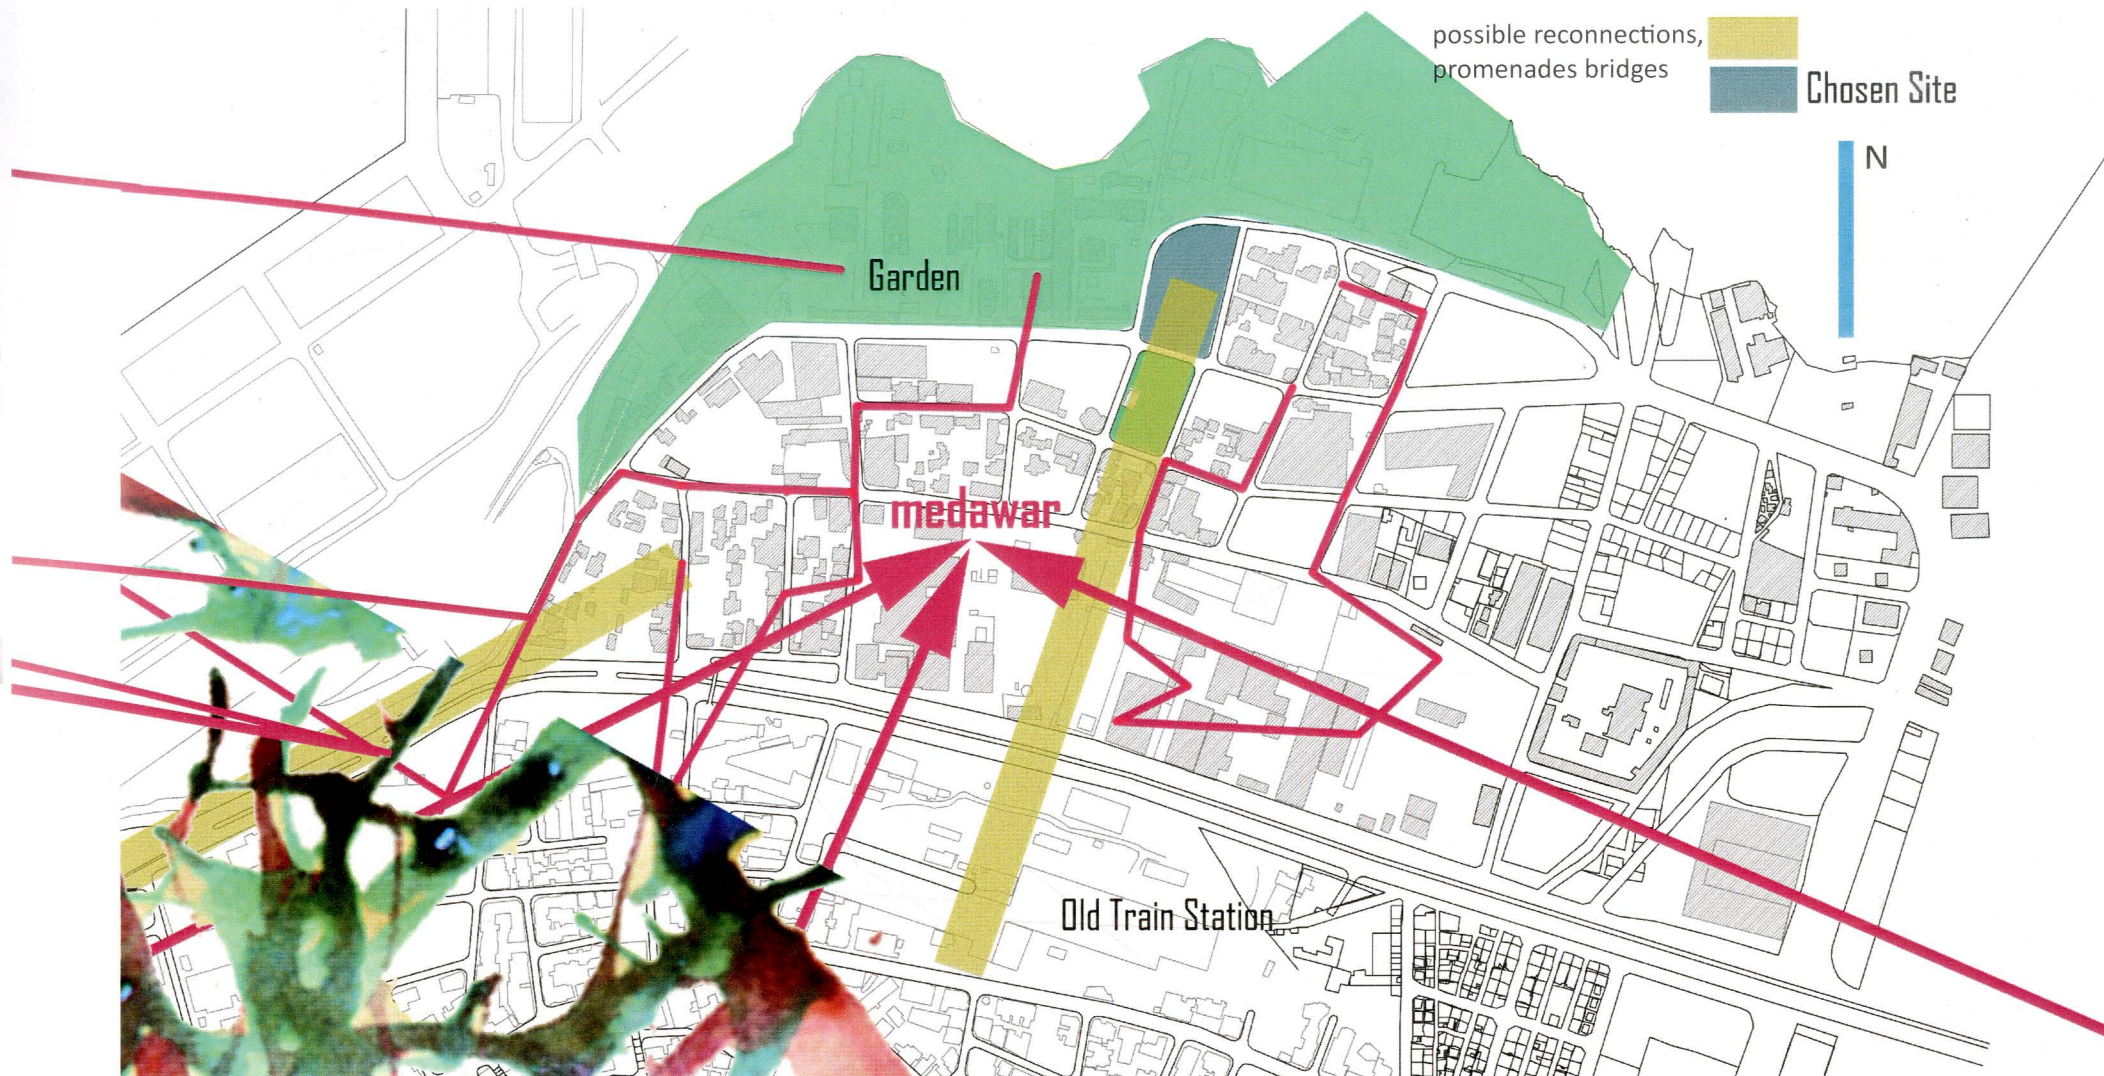 possible reconnections,
promenades bridges
Chosen Site
N
Garden
medawar
Old Train Station